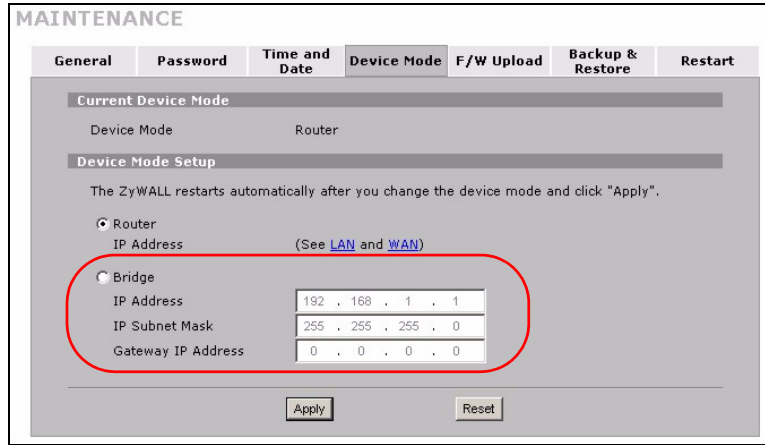 MAINTENANCE
General Password Time and Date Device Mode F/W Upload Backup & Restore Restart
Current Device Mode
Device Mode Router
Device Mode Setup
The ZyWALL restarts automatically after you change the device mode and click "Apply".
Router
IP Address (See LAN and WAN)
Bridge
IP Address 192 . 168 . 1 . 1
IP Subnet Mask 255 . 255 . 255 . 0
Gateway IP Address 0 . 0 . 0 . 0
Apply Reset